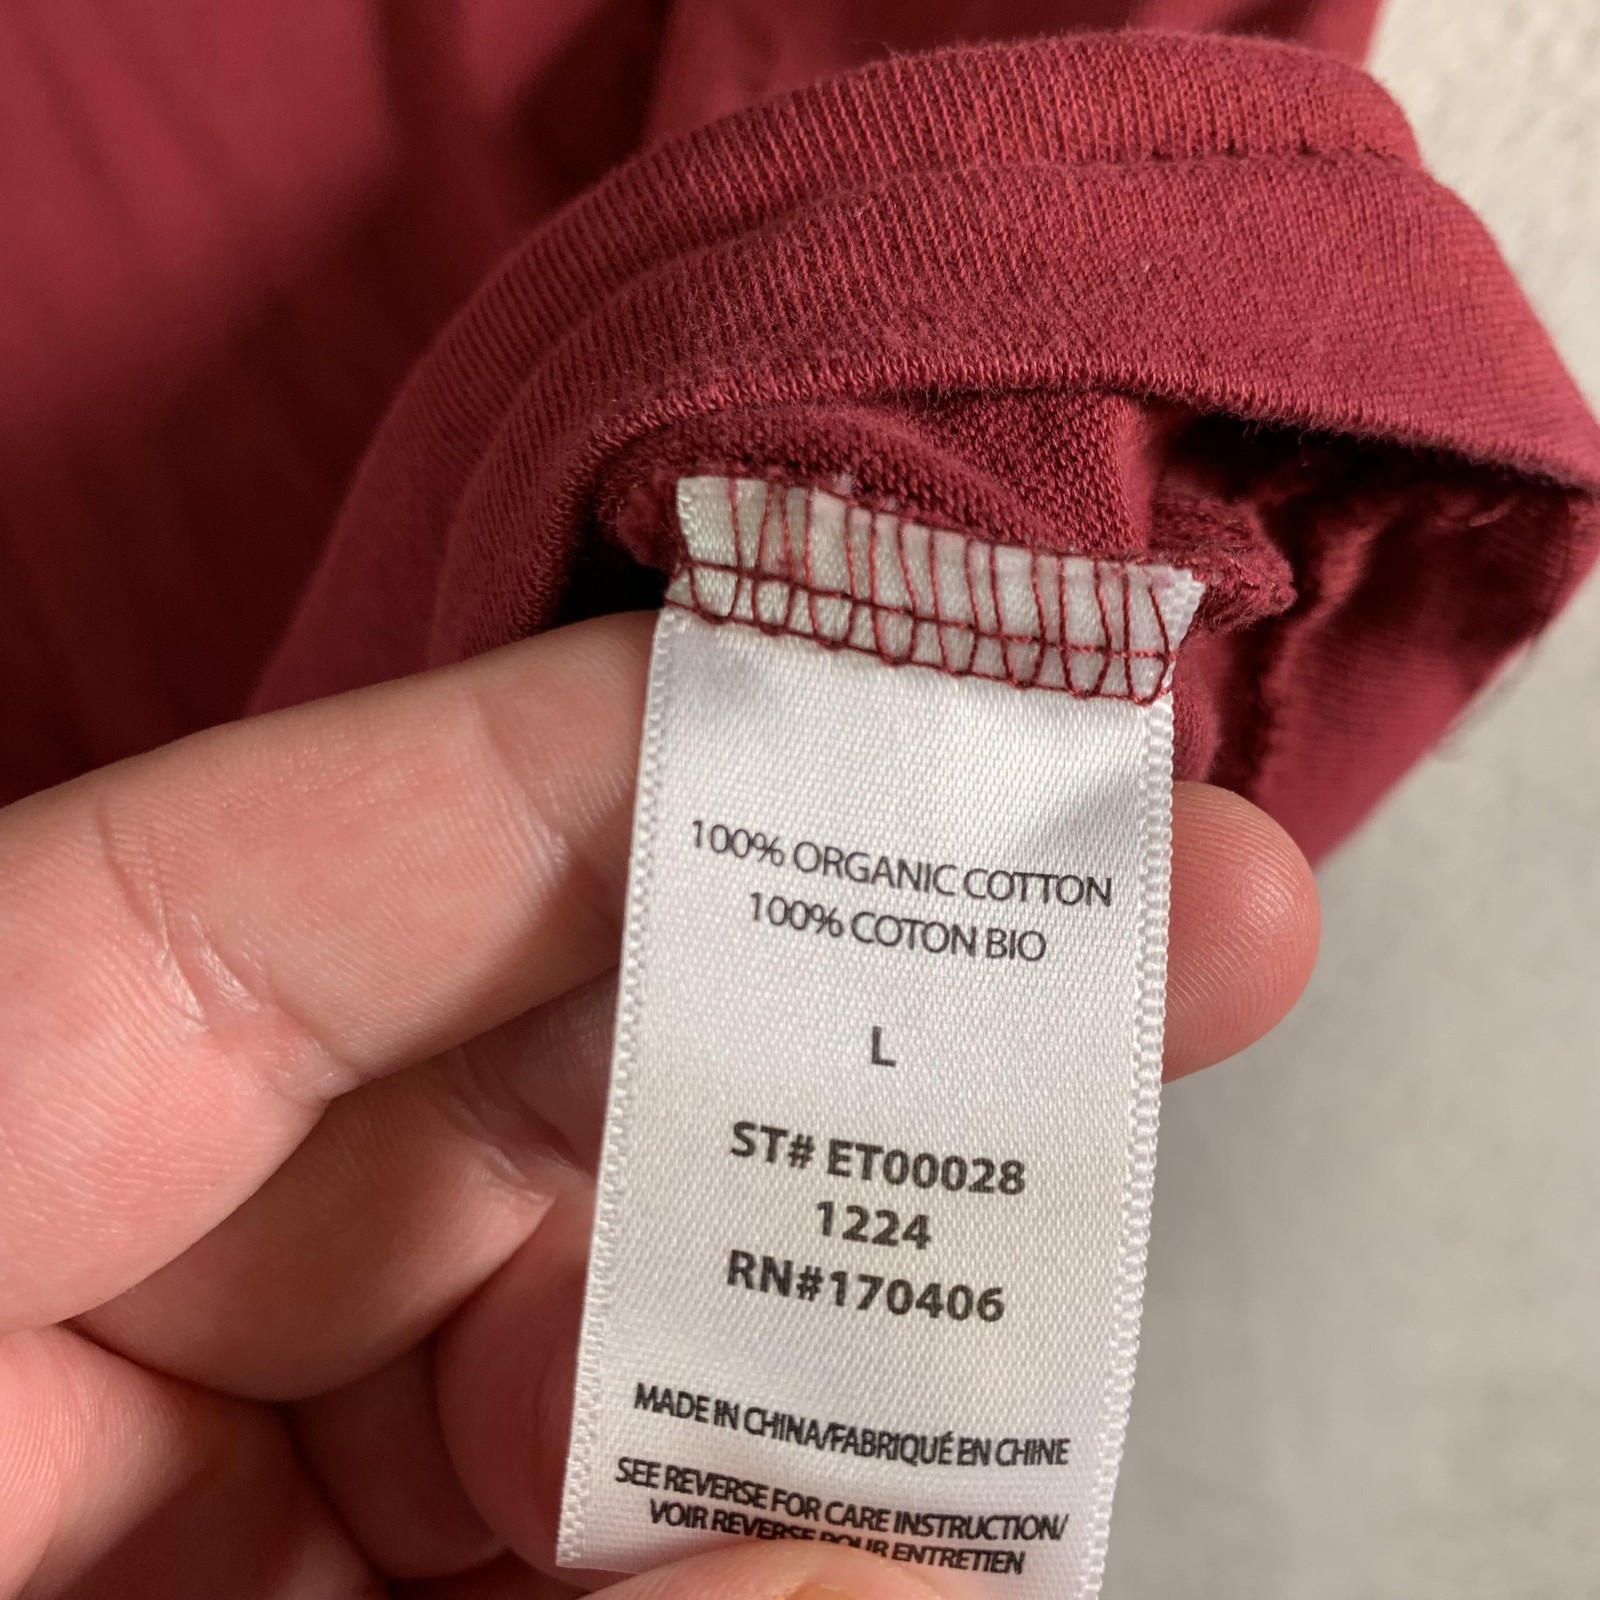 100% ORGANIC COTTON
100% COTON BIO
L
ST# ET00028
1224
RN#170406
MADE IN CHINA/FABRIQUÉ EN CHINE
SEE REVERSE FOR CARE INSTRUCTION/
VOIR REVERSE POUR ENTRETIEN